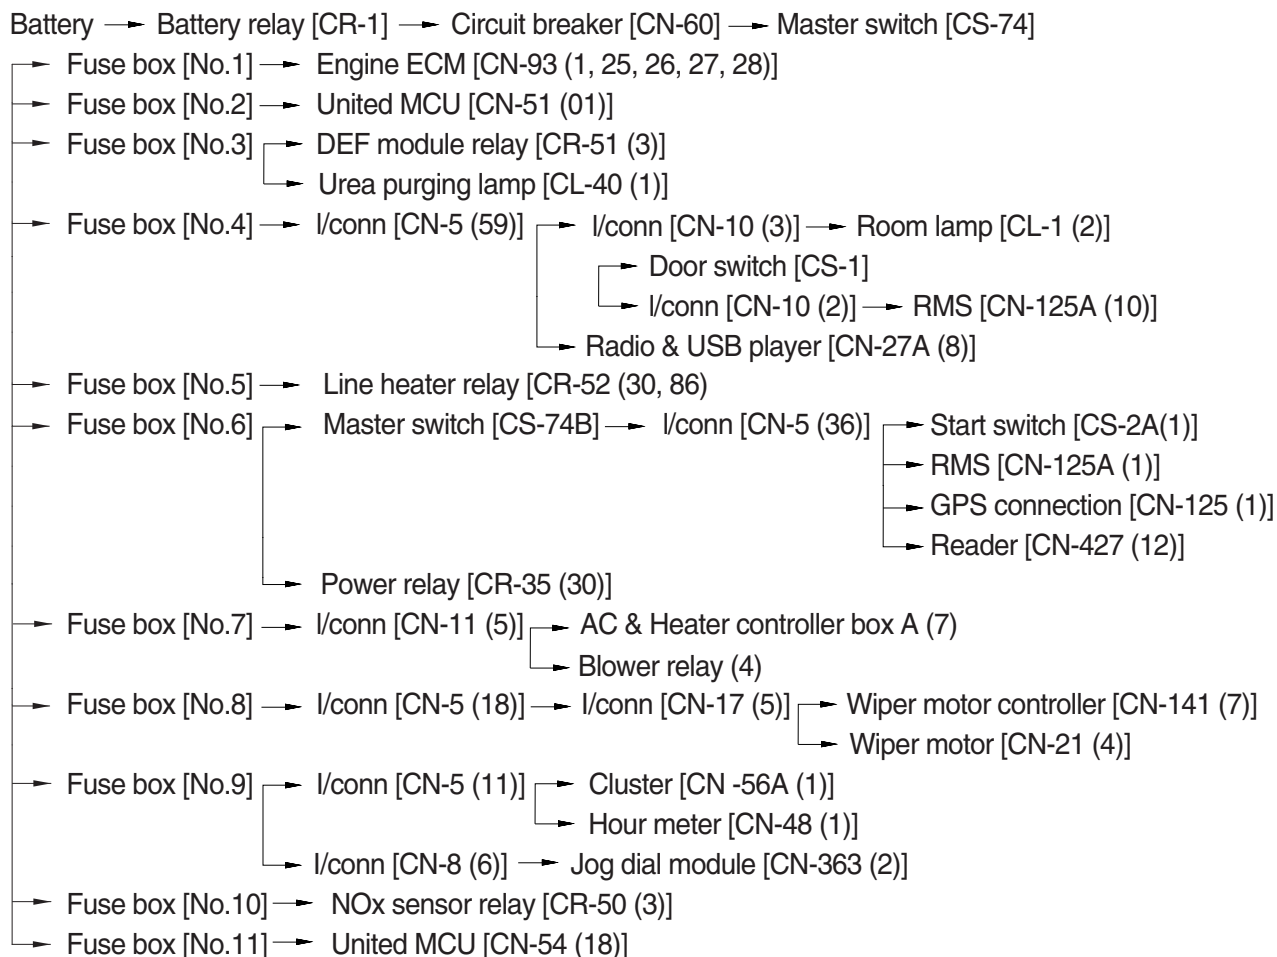 Battery → Battery relay [CR-1] → Circuit breaker [CN-60] → Master switch [CS-74]
→ Fuse box [No.1] → Engine ECM [CN-93 (1, 25, 26, 27, 28)]
→ Fuse box [No.2] → United MCU [CN-51 (01)]
→ Fuse box [No.3] → DEF module relay [CR-51 (3)]
→ Urea purging lamp [CL-40 (1)]
→ Fuse box [No.4] → I/conn [CN-5 (59)] → I/conn [CN-10 (3)] → Room lamp [CL-1 (2)]
→ Door switch [CS-1]
→ I/conn [CN-10 (2)] → RMS [CN-125A (10)]
→ Radio & USB player [CN-27A (8)]
→ Fuse box [No.5] → Line heater relay [CR-52 (30, 86)
→ Fuse box [No.6] → Master switch [CS-74B] → I/conn [CN-5 (36)] → Start switch [CS-2A(1)]
→ RMS [CN-125A (1)]
→ GPS connection [CN-125 (1)]
→ Reader [CN-427 (12)]
→ Power relay [CR-35 (30)]
→ Fuse box [No.7] → I/conn [CN-11 (5)] → AC & Heater controller box A (7)
→ Blower relay (4)
→ Fuse box [No.8] → I/conn [CN-5 (18)] → I/conn [CN-17 (5)] → Wiper motor controller [CN-141 (7)]
→ Wiper motor [CN-21 (4)]
→ Fuse box [No.9] → I/conn [CN-5 (11)] → Cluster [CN -56A (1)]
→ Hour meter [CN-48 (1)]
→ I/conn [CN-8 (6)] → Jog dial module [CN-363 (2)]
→ Fuse box [No.10] → NOx sensor relay [CR-50 (3)]
→ Fuse box [No.11] → United MCU [CN-54 (18)]